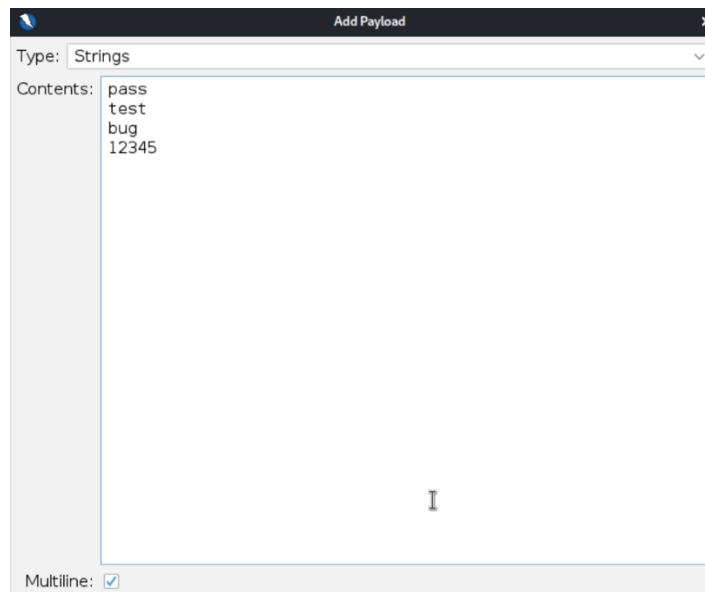 Add Payload
Type: Strings
Contents: pass
test
bug
12345
Multiline: